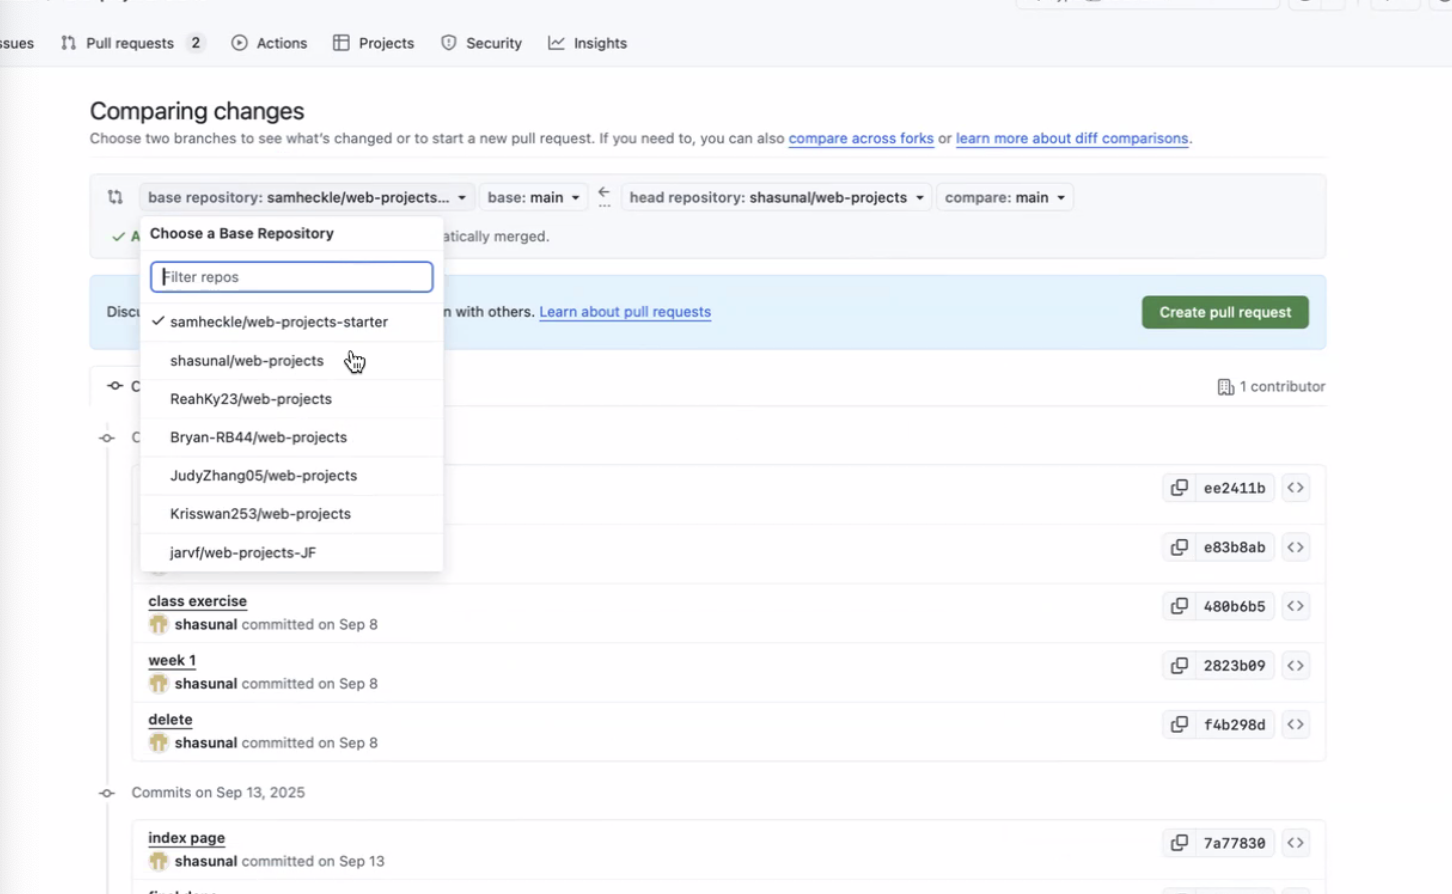 ssues Pull requests 2 Actions Projects Security Insights
Comparing changes
Choose two branches to see what's changed or to start a new pull request. If you need to, you can also compare across forks or learn more about diff comparisons.
base repository: samheckle/web-projects... base: main ← ... head repository: shasunal/web-projects compare: main
Choose a Base Repository
A atically merged.
Filter repos
Discu n with others. Learn about pull requests Create pull request
samheckle/web-projects-starter
shasunal/web-projects
C 1 contributor
ReahKy23/web-projects
C
Bryan-RB44/web-projects
JudyZhang05/web-projects
ee2411b
Krisswan253/web-projects
jarvf/web-projects-JF
e83b8ab
class exercise
shasunal committed on Sep 8
480b6b5
week 1
shasunal committed on Sep 8
2823b09
delete
shasunal committed on Sep 8
f4b298d
Commits on Sep 13, 2025
index page
shasunal committed on Sep 13
7a77830